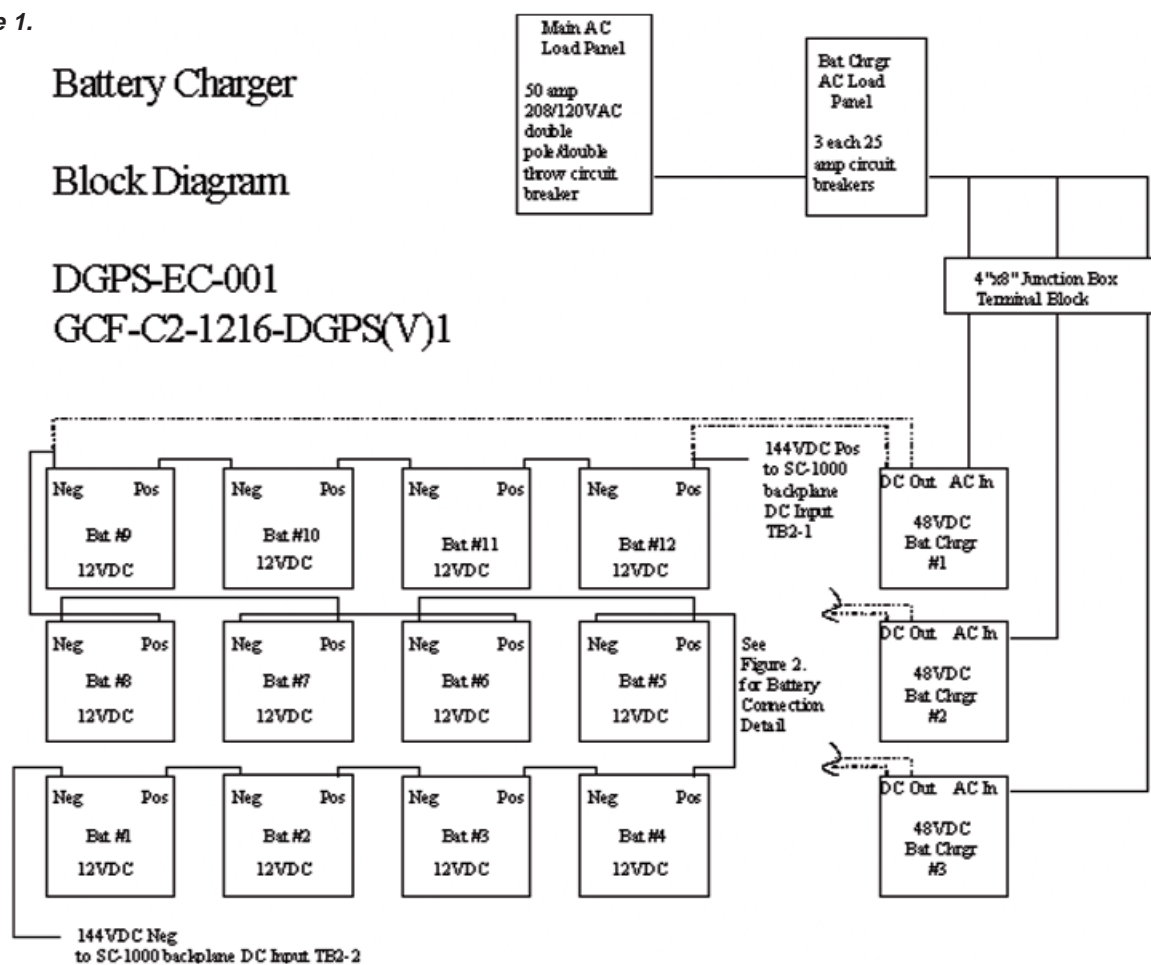 e 1.
Battery Charger
Block Diagram
DGPS-EC-001
GCF-C2-1216-DGPS(V)1
Main AC
Load Panel
50 amp
208/120VAC
double
pole/double
throw circuit
breaker
Bat Chrgr
AC Load
Panel
3 each 25
amp circuit
breakers
4"x8" Junction Box
Terminal Block
144VDC Pos
to SC-1000
backplane
DC Input
TB2-1
Neg Pos
Bat #9
12VDC
Neg Pos
Bat #10
12VDC
Neg Pos
Bat #11
12VDC
Neg Pos
Bat #12
12VDC
DC Out AC In
48VDC
Bat Chrgr
#1
Neg Pos
Bat #8
12VDC
Neg Pos
Bat #7
12VDC
Neg Pos
Bat #6
12VDC
Neg Pos
Bat #5
12VDC
See
Figure 2.
for Battery
Connection
Detail
DC Out AC In
48VDC
Bat Chrgr
#2
Neg Pos
Bat #1
12VDC
Neg Pos
Bat #2
12VDC
Neg Pos
Bat #3
12VDC
Neg Pos
Bat #4
12VDC
DC Out AC In
48VDC
Bat Chrgr
#3
144VDC Neg
to SC-1000 backplane DC Input TB2-2